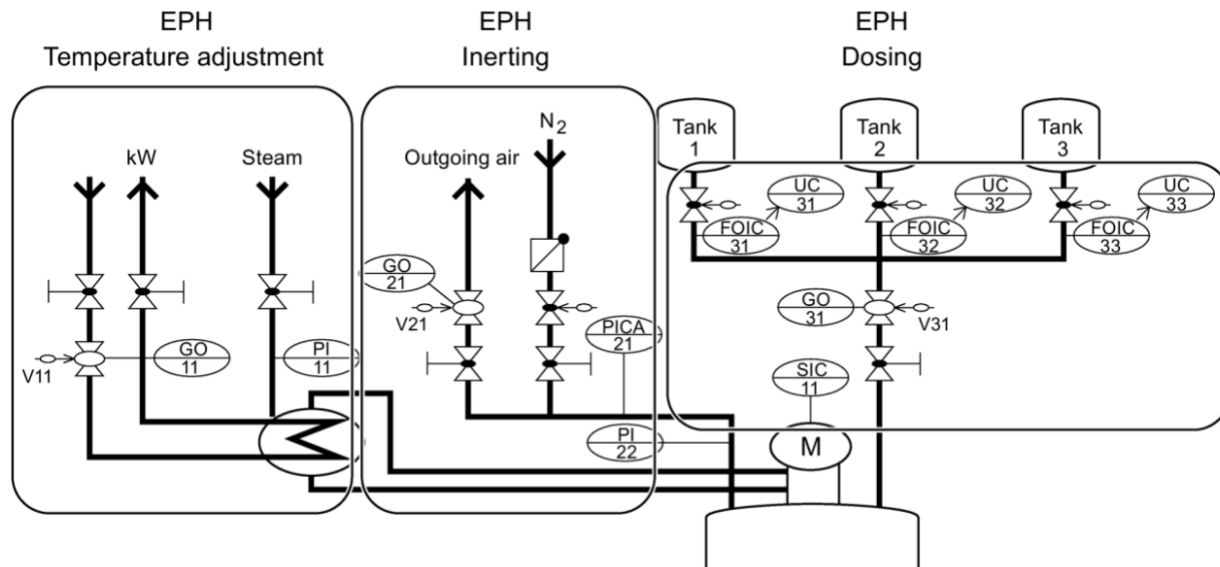 EPH
Temperature adjustment
EPH
Inerting
EPH
Dosing
kW
Steam
Outgoing air
N2
Tank
1
Tank
2
Tank
3
UC
31
UC
32
UC
33
FOIC
31
FOIC
32
FOIC
33
GO
21
V21
GO
31
V31
V11
GO
11
PI
11
PICA
21
SIC
11
PI
22
M